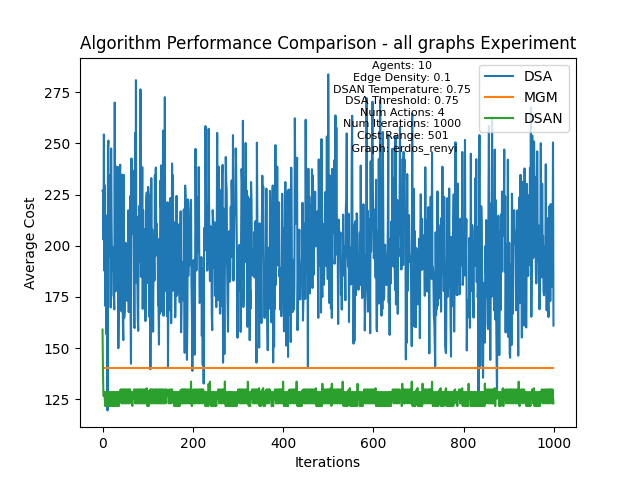 Algorithm Performance Comparison - all graphs Experiment
Agents: 10
Edge Density: 0.1
DSAN Temperature: 0.75
DSA Threshold: 0.75
Num Actions: 4
Num Iterations: 1000
Cost Range: 501
Graph: erdos_renyi
DSA
MGM
DSAN
275
250
225
200
175
150
125
Average Cost
0 200 400 600 800 1000
Iterations